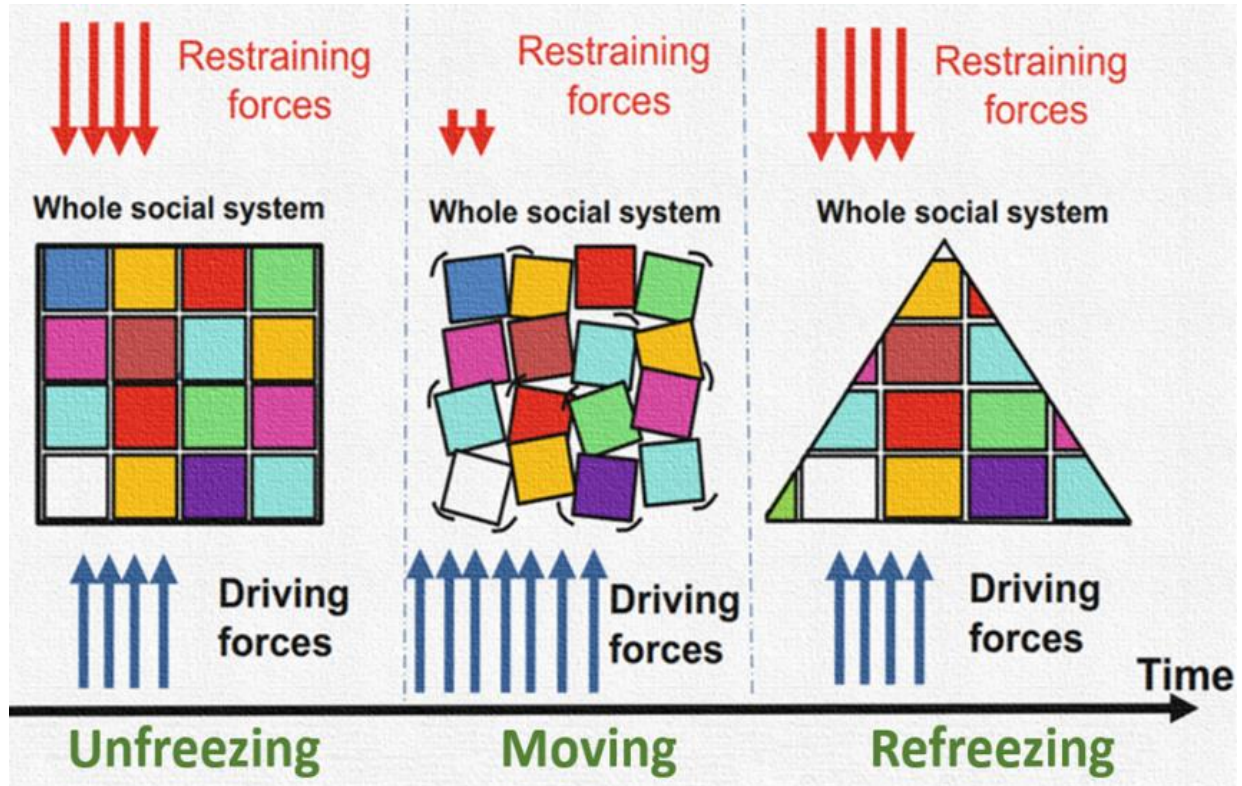 Restraining
forces
Restraining
forces
Restraining
forces
Whole social system
Whole social system
Whole social system
Driving
forces
Driving
forces
Driving
forces
Time
Unfreezing
Moving
Refreezing